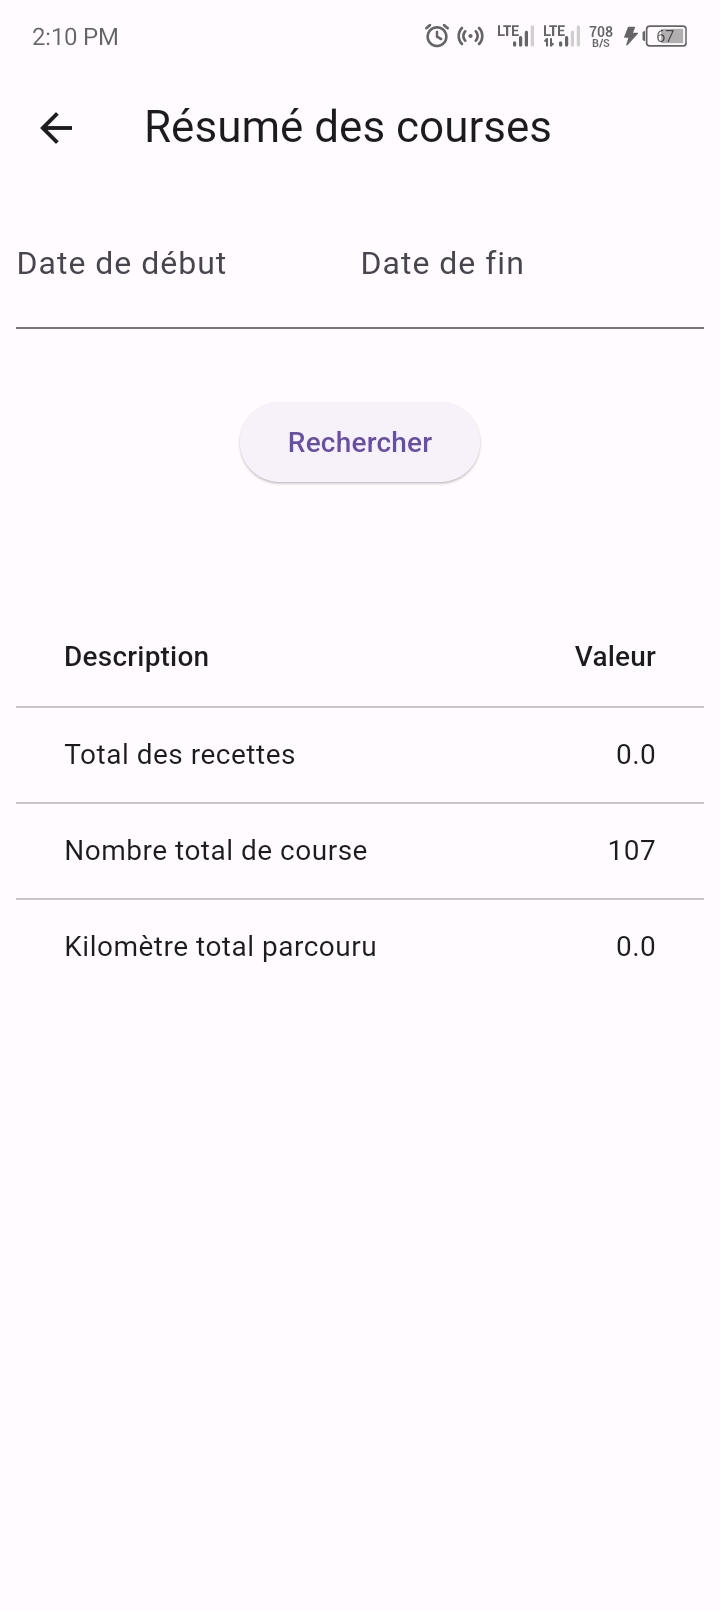 2:10 PM LTE LTE 708 B/S 67
Résumé des courses
Date de début Date de fin
Rechercher
Description Valeur
Total des recettes 0.0
Nombre total de course 107
Kilomètre total parcouru 0.0